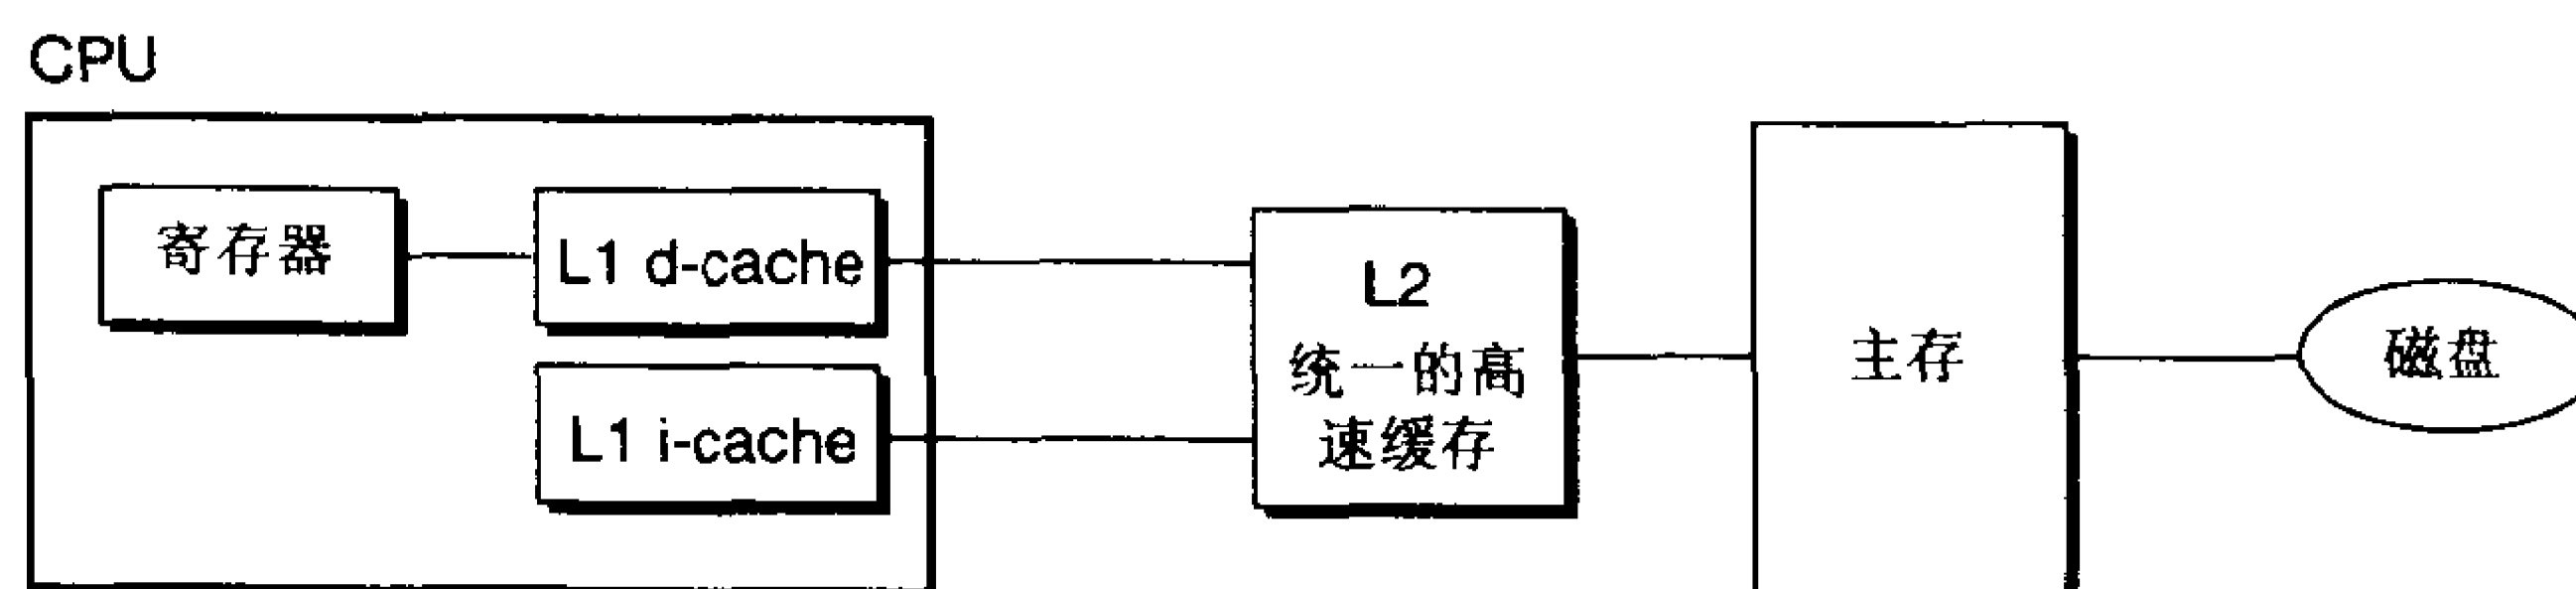 CPU
寄存器
L1 d-cache
L1 i-cache
L2
统一的高
速缓存
主存
磁盘